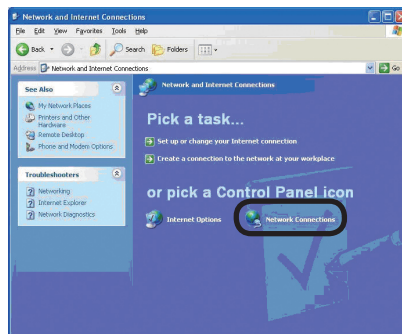 Network and Internet Connections
File Edit View Favorites Tools Help
Back Search Folders
Address Network and Internet Connections Go
See Also
My Network Places
Printers and Other Hardware
Remote Desktop
Phone and Modem Options
Troubleshooters
Networking
Internet Explorer
Network Diagnostics
Network and Internet Connections
Pick a task...
Set up or change your Internet connection
Create a connection to the network at your workplace
or pick a Control Panel icon
Internet Options
Network Connections